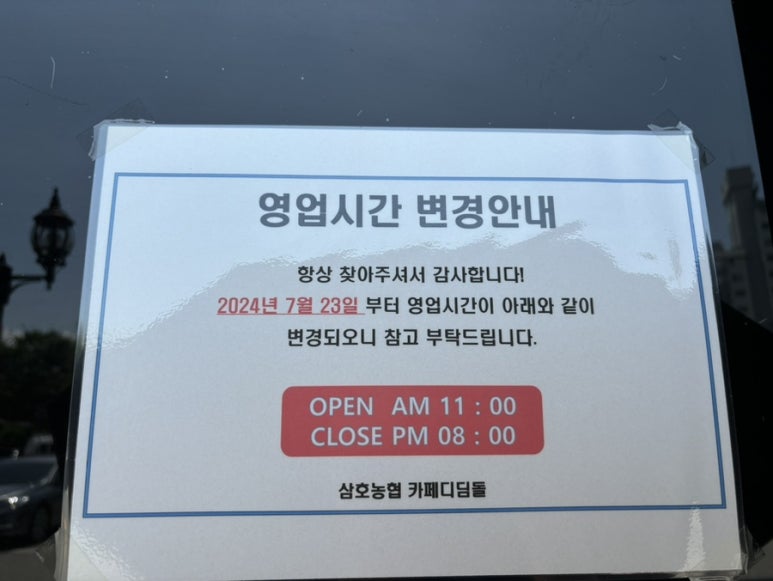 영업시간 변경안내
항상 찾아주셔서 감사합니다!
2024년 7월 23일 부터 영업시간이 아래와 같이
변경되오니 참고 부탁드립니다.
OPEN AM 11 : 00
CLOSE PM 08 : 00
삼호농협 카페디딤돌